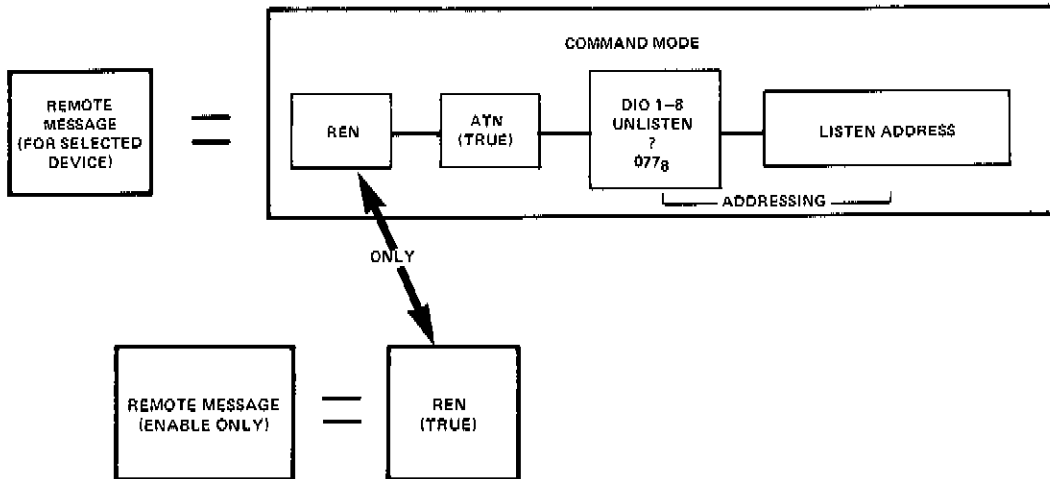 COMMAND MODE
REMOTE
MESSAGE
(FOR SELECTED
DEVICE)
=
REN
ATN
(TRUE)
DIO 1–8
UNLISTEN
?
077₈
LISTEN ADDRESS
ADDRESSING
ONLY
REMOTE MESSAGE
(ENABLE ONLY)
=
REN
(TRUE)